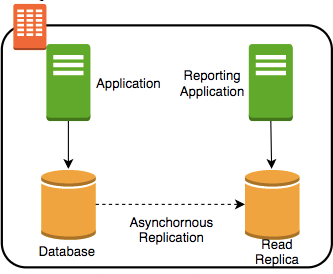 Application
Reporting
Application
Asynchornous
Replication
Database
Read
Replica